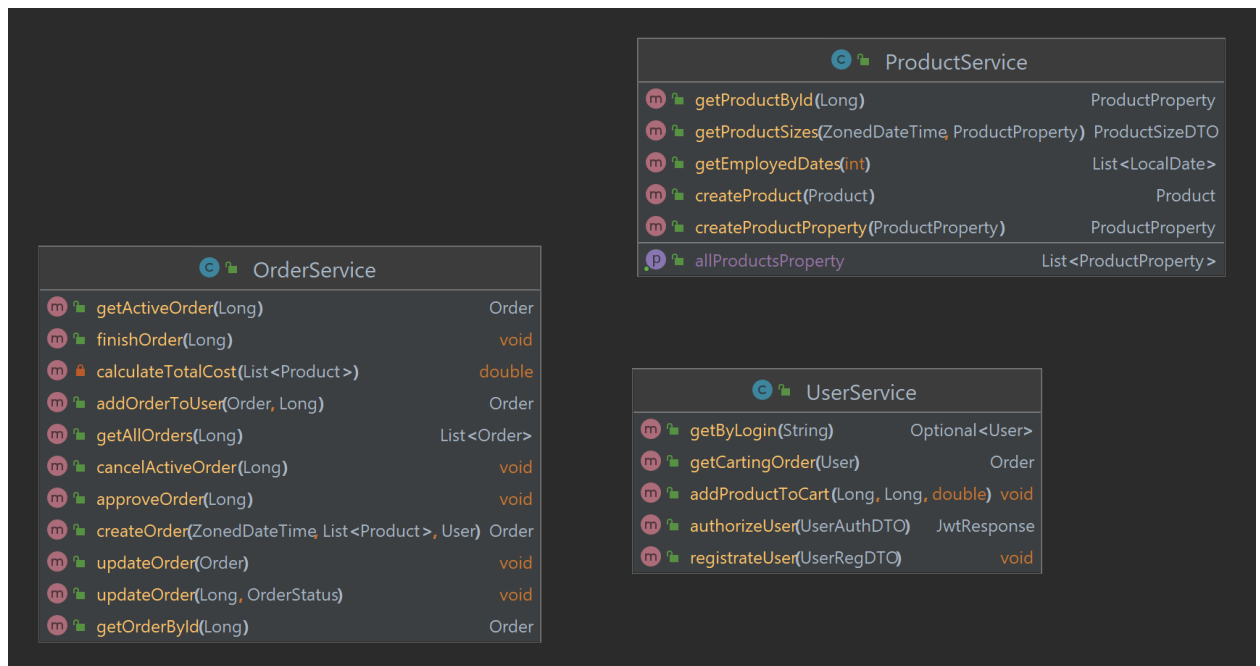 ProductService
getProductById(Long) ProductProperty
getProductSizes(ZonedDateTime, ProductProperty) ProductSizeDTO
getEmployedDates(int) List<LocalDate>
createProduct(Product) Product
createProductProperty(ProductProperty) ProductProperty
allProductsProperty List<ProductProperty>
OrderService
getActiveOrder(Long) Order
finishOrder(Long) void
calculateTotalCost(List<Product>) double
addOrderToUser(Order, Long) Order
getAllOrders(Long) List<Order>
cancelActiveOrder(Long) void
approveOrder(Long) void
createOrder(ZonedDateTime, List<Product>, User) Order
updateOrder(Order) void
updateOrder(Long, OrderStatus) void
getOrderById(Long) Order
UserService
getByLogin(String) Optional<User>
getCartingOrder(User) Order
addProductToCart(Long, Long, double) void
authorizeUser(UserAuthDTO) JwtResponse
registrateUser(UserRegDTO) void